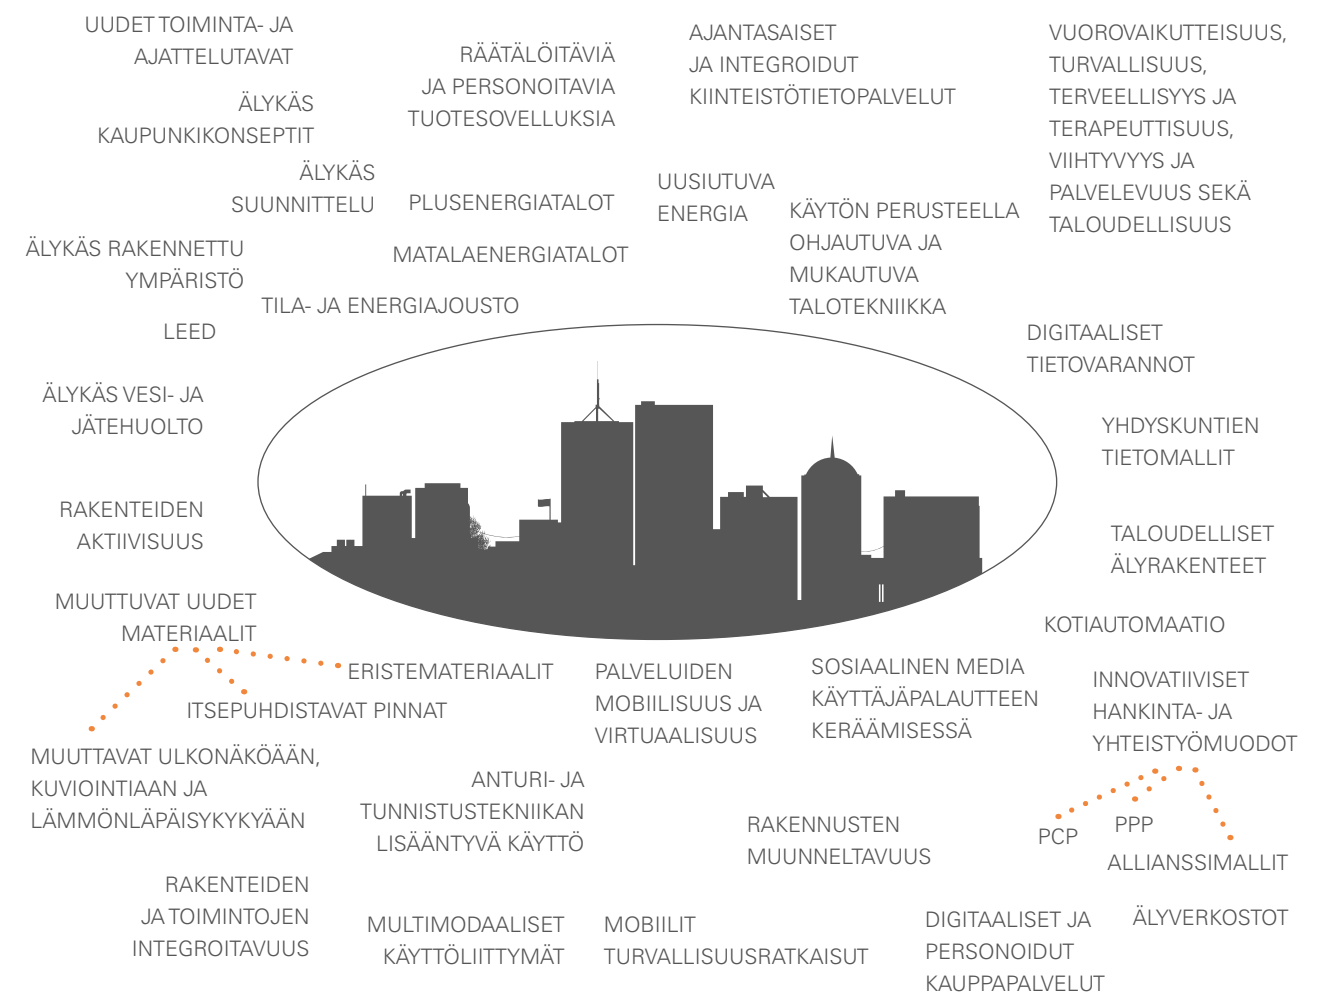 UUDET TOIMINTA- JA
AJATTELUTAVAT
RÄÄTÄLÖITÄVIÄ
JA PERSONOITAVIA
TUOTESOVELLUKSIA
AJANTASAISET
JA INTEGROIDUT
KIINTEISTÖTIETOPALVELUT
VUOROVAIKUTTEISUUS,
TURVALLISUUS,
TERVEELLISYYS JA
TERAPEUTTISUUS,
VIIHTYVYYS JA
PALVELEVUUS SEKÄ
TALOUDELLISUUS
ÄLYKÄS
KAUPUNKIKONSEPTIT
ÄLYKÄS
SUUNNITTELU
PLUSENERGIATALOT
UUSIUTUVA
ENERGIA
KÄYTÖN PERUSTEELLA
OHJAUTUVA JA
MUKAUTUVA
TALOTEKNIIKKA
ÄLYKÄS RAKENNETTU
YMPÄRISTÖ
MATALAENERGIATALOT
TILA- JA ENERGIAJOUSTO
LEED
DIGITAALISET
TIETOVARANNOT
ÄLYKÄS VESI- JA
JÄTEHUOLTO
YHDYSKUNTIEN
TIETOMALLIT
RAKENTEIDEN
AKTIIVISUUS
TALOUDELLISET
ÄLYRAKENTEET
MUUTTUVAT UUDET
MATERIAALIT
KOTIAUTOMAATIO
ERISTEMATERIAALIT
ITSEPUHDISTAVAT PINNAT
MUUTTAVAT ULKONÄKÖÄÄN,
KUVIOINTIAAN JA
LÄMMÖNLÄPÄISYKYKYÄÄN
PALVELUIDEN
MOBIILISUUS JA
VIRTUAALISUUS
SOSIAALINEN MEDIA
KÄYTTÄJÄPALAUTTEEN
KERÄÄMISESSÄ
INNOVATIIVISET
HANKINTA- JA
YHTEISTYÖMUODOT
PCP
PPP
ALLIANSSIMALLIT
ANTURI- JA
TUNNISTUSTEKNIIKAN
LISÄÄNTYVÄ KÄYTTÖ
RAKENNUSTEN
MUUNNELTAVUUS
RAKENTEIDEN
JA TOIMINTOJEN
INTEGROITAVUUS
MULTIMODAALISET
KÄYTTÖLIITTYMÄT
MOBIILIT
TURVALLISUUSRATKAISUT
DIGITAALISET JA
PERSONOIDUT
KAUPPAPALVELUT
ÄLYVERKOSTOT